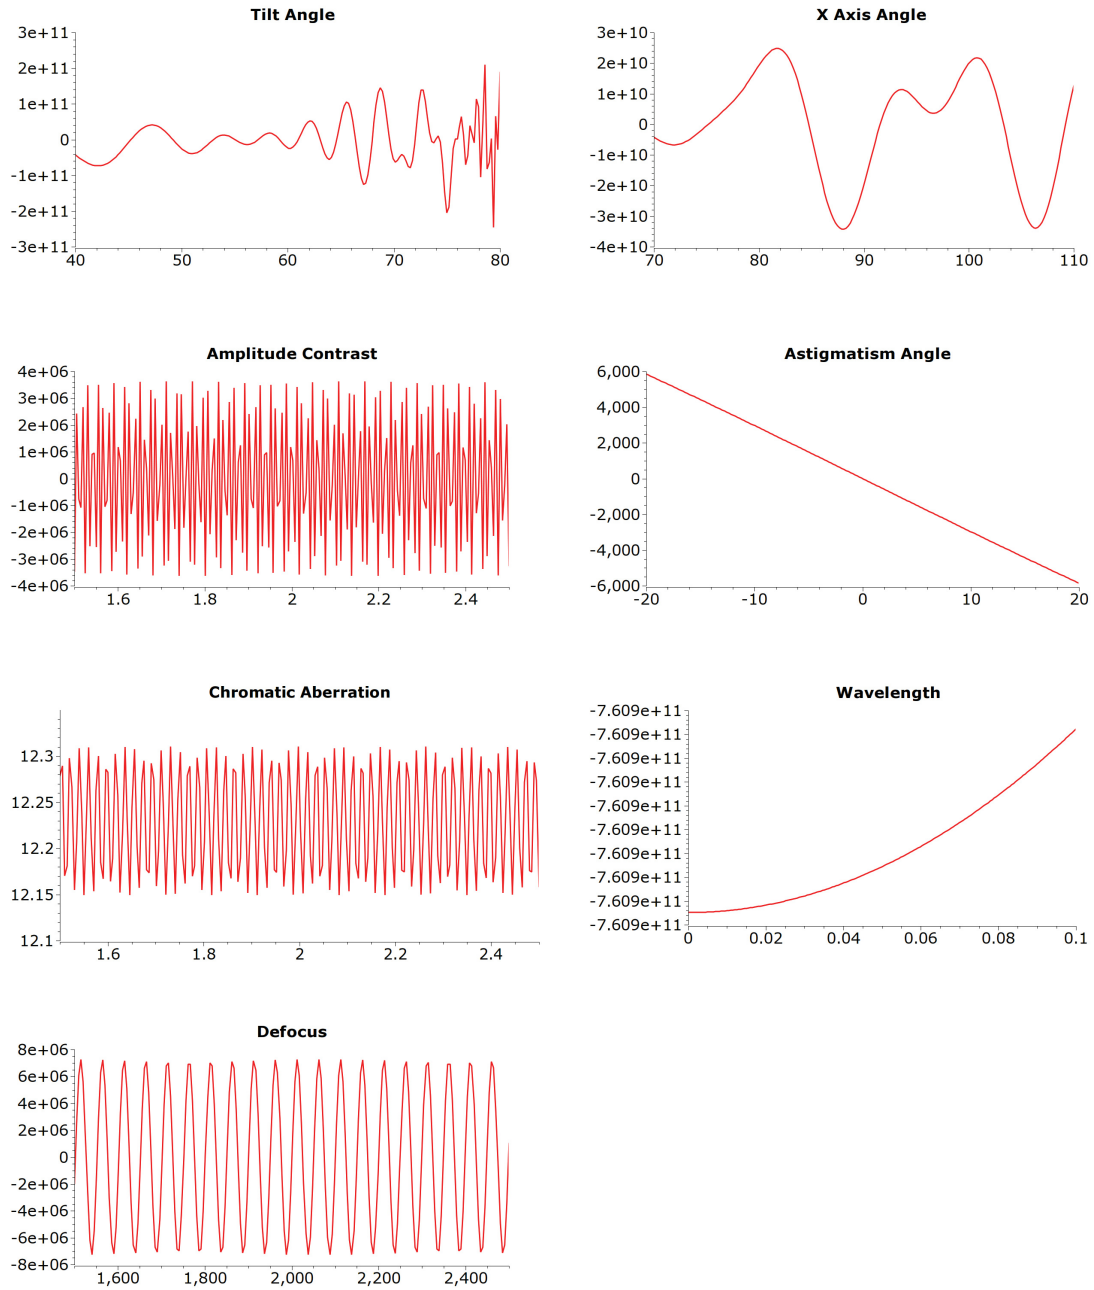 Tilt Angle
3e+11
2e+11
1e+11
0
-1e+11
-2e+11
-3e+11
40 50 60 70 80
X Axis Angle
3e+10
2e+10
1e+10
0
-1e+10
-2e+10
-3e+10
-4e+10
70 80 90 100 110
Amplitude Contrast
4e+06
3e+06
2e+06
1e+06
0
-1e+06
-2e+06
-3e+06
-4e+06
1.6 1.8 2 2.2 2.4
Astigmatism Angle
6,000
4,000
2,000
0
-2,000
-4,000
-6,000
-20 -10 0 10 20
Chromatic Aberration
12.3
12.25
12.2
12.15
12.1
1.6 1.8 2 2.2 2.4
Wavelength
-7.609e+11
-7.609e+11
-7.609e+11
-7.609e+11
-7.609e+11
-7.609e+11
-7.609e+11
-7.609e+11
-7.609e+11
-7.609e+11
0 0.02 0.04 0.06 0.08 0.1
Defocus
8e+06
6e+06
4e+06
2e+06
0
-2e+06
-4e+06
-6e+06
-8e+06
1,600 1,800 2,000 2,200 2,400